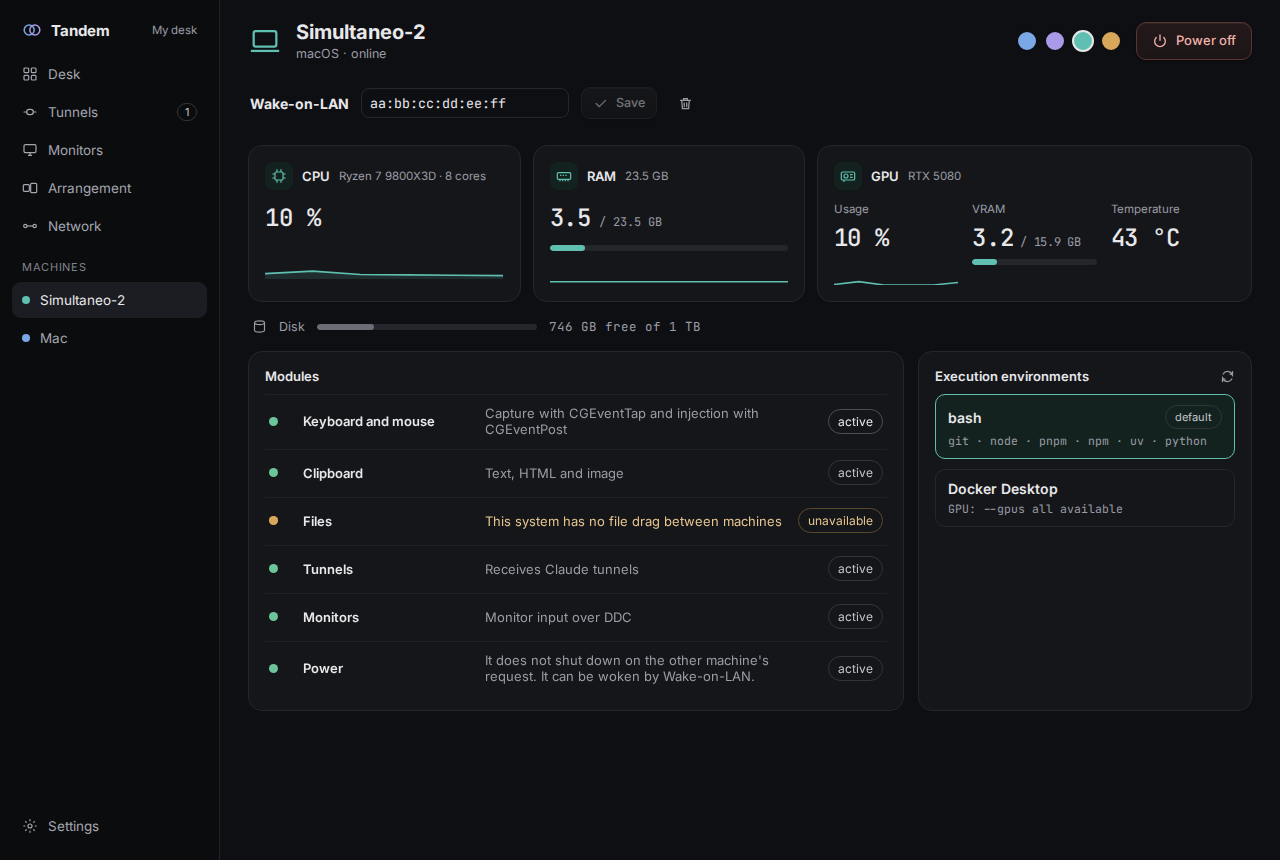 Tandem
My desk
Desk
Tunnels
1
Monitors
Arrangement
Network
MACHINES
Simultaneo-2
Mac
Settings
Simultaneo-2
macOS · online
Power off
Wake-on-LAN
aa:bb:cc:dd:ee:ff
Save
CPU Ryzen 7 9800X3D · 8 cores
10 %
RAM 23.5 GB
3.5 / 23.5 GB
GPU RTX 5080
Usage
10 %
VRAM
3.2 / 15.9 GB
Temperature
43 °C
Disk
746 GB free of 1 TB
Modules
Keyboard and mouse
Capture with CGEventTap and injection with
CGEventPost
active
Clipboard
Text, HTML and image
active
Files
This system has no file drag between machines
unavailable
Tunnels
Receives Claude tunnels
active
Monitors
Monitor input over DDC
active
Power
It does not shut down on the other machine's
request. It can be woken by Wake-on-LAN.
active
Execution environments
bash
default
git · node · pnpm · npm · uv · python
Docker Desktop
GPU: --gpus all available